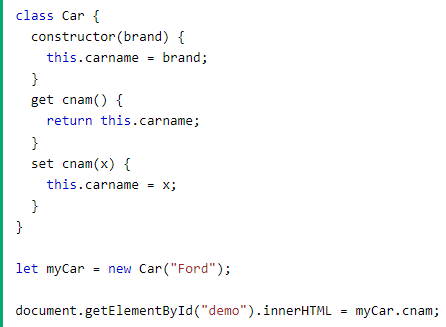 class Car {
  constructor(brand) {
    this.carname = brand;
  }
  get cnam() {
    return this.carname;
  }
  set cnam(x) {
    this.carname = x;
  }
}

let myCar = new Car("Ford");

document.getElementById("demo").innerHTML = myCar.cnam;